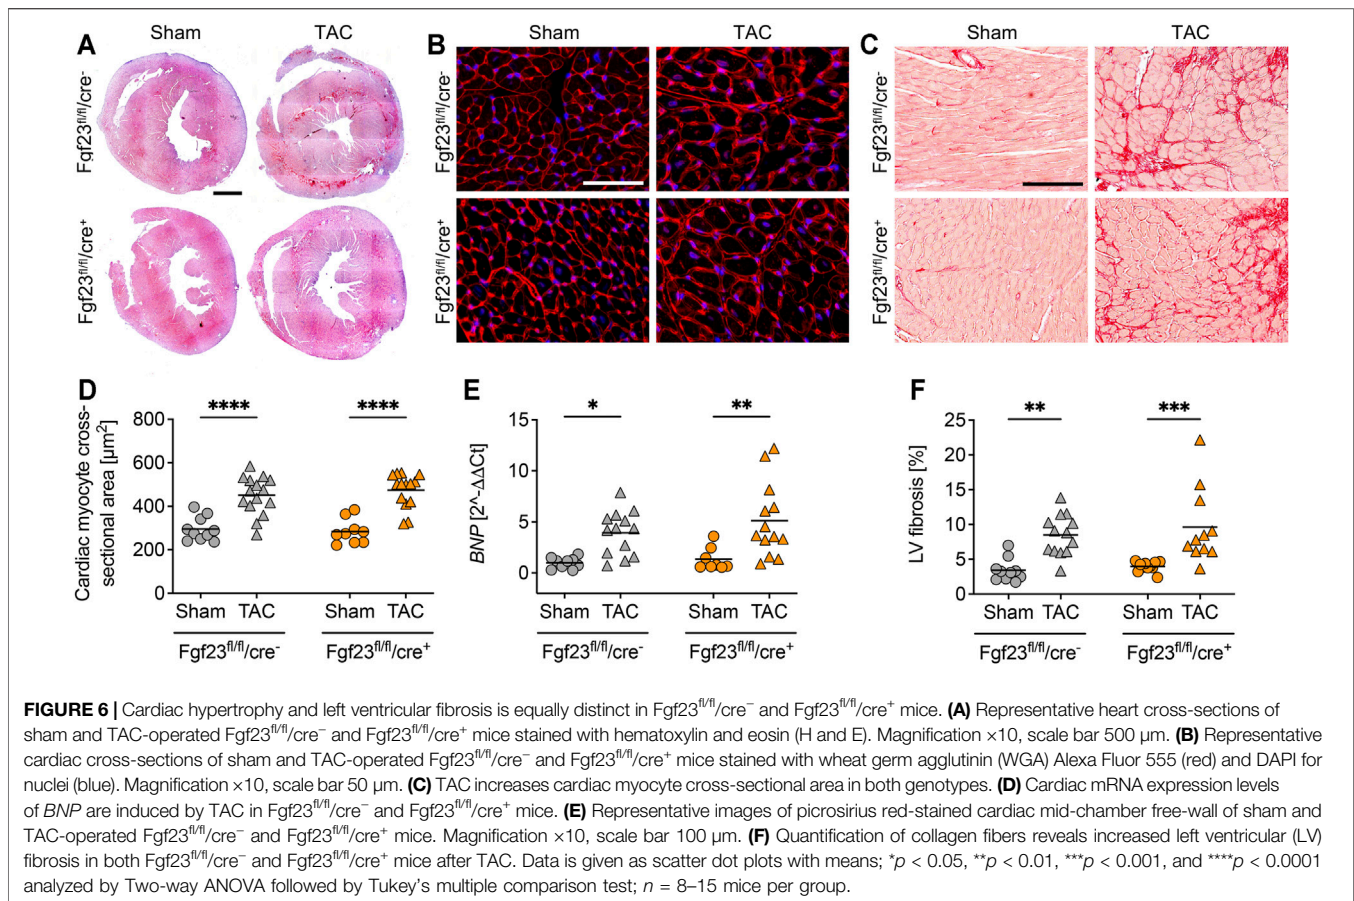 A Sham TAC
Fgf23fl/fl/cre-
Fgf23fl/fl/cre+
B Sham TAC
Fgf23fl/fl/cre-
Fgf23fl/fl/cre+
C Sham TAC
Fgf23fl/fl/cre-
Fgf23fl/fl/cre+
D
Cardiac myocyte cross-
sectional area [µm2]
800
600
400
200
0
**** ****
Sham TAC Sham TAC
Fgf23fl/fl/cre- Fgf23fl/fl/cre+
E
BNP [2^-ΔΔCt]
15
10
5
0
* **
Sham TAC Sham TAC
Fgf23fl/fl/cre- Fgf23fl/fl/cre+
F
LV fibrosis [%]
25
20
15
10
5
0
** ***
Sham TAC Sham TAC
Fgf23fl/fl/cre- Fgf23fl/fl/cre+
FIGURE 6 | Cardiac hypertrophy and left ventricular fibrosis is equally distinct in Fgf23fl/fl/cre− and Fgf23fl/fl/cre+ mice. (A) Representative heart cross-sections of
sham and TAC-operated Fgf23fl/fl/cre− and Fgf23fl/fl/cre+ mice stained with hematoxylin and eosin (H and E). Magnification ×10, scale bar 500 µm. (B) Representative
cardiac cross-sections of sham and TAC-operated Fgf23fl/fl/cre− and Fgf23fl/fl/cre+ mice stained with wheat germ agglutinin (WGA) Alexa Fluor 555 (red) and DAPI for
nuclei (blue). Magnification ×10, scale bar 50 µm. (C) TAC increases cardiac myocyte cross-sectional area in both genotypes. (D) Cardiac mRNA expression levels
of BNP are induced by TAC in Fgf23fl/fl/cre− and Fgf23fl/fl/cre+ mice. (E) Representative images of picrosirius red-stained cardiac mid-chamber free-wall of sham and
TAC-operated Fgf23fl/fl/cre− and Fgf23fl/fl/cre+ mice. Magnification ×10, scale bar 100 µm. (F) Quantification of collagen fibers reveals increased left ventricular (LV)
fibrosis in both Fgf23fl/fl/cre− and Fgf23fl/fl/cre+ mice after TAC. Data is given as scatter dot plots with means; *p < 0.05, **p < 0.01, ***p < 0.001, and ****p < 0.0001
analyzed by Two-way ANOVA followed by Tukey’s multiple comparison test; n = 8–15 mice per group.